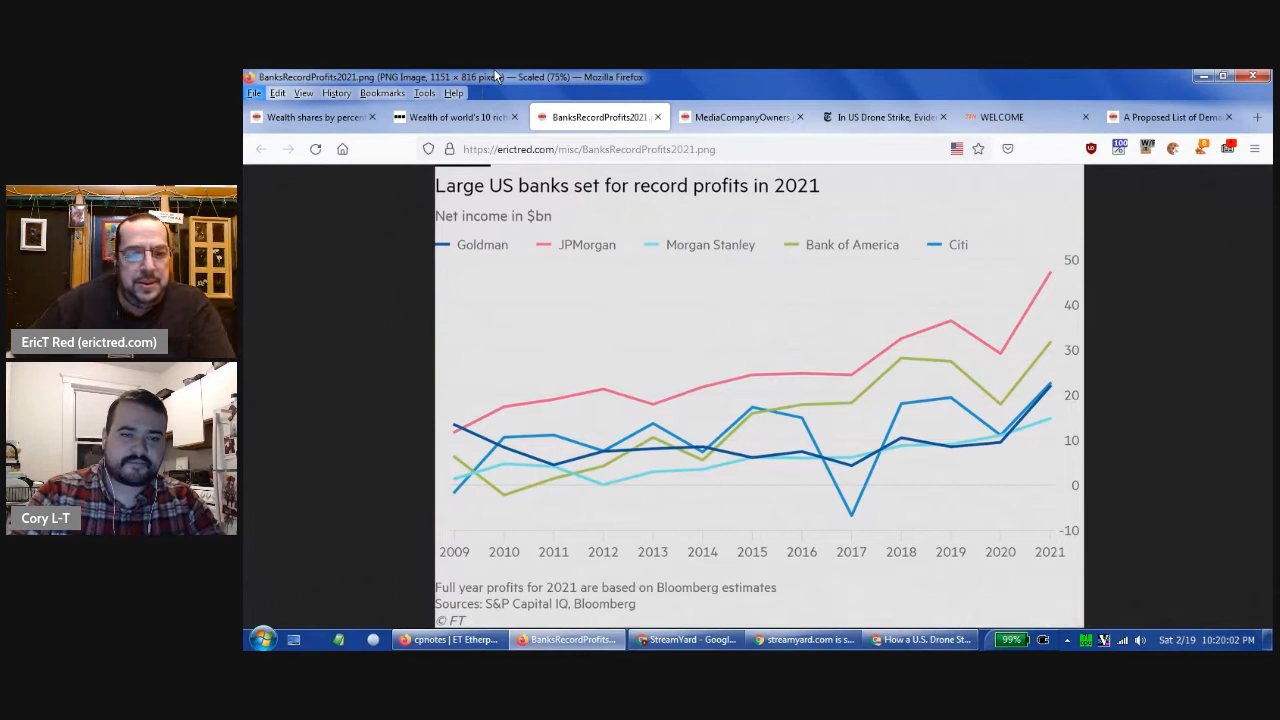 BanksRecordProfits2021.png (PNG Image, 1151 × 816 pixels) — Scaled (75%) — Mozilla Firefox
File Edit View History Bookmarks Tools Help
Wealth shares by percent
Wealth of world's 10 rich
BanksRecordProfits2021.p
MediaCompanyOwners.
In US Drone Strike, Evide
TRY WELCOME
A Proposed List of Dema
https://erictred.com/misc/BanksRecordProfits2021.png
100
Large US banks set for record profits in 2021
Net income in $bn
Goldman JPMorgan Morgan Stanley Bank of America Citi
50
40
30
20
10
0
-10
2009 2010 2011 2012 2013 2014 2015 2016 2017 2018 2019 2020 2021
Full year profits for 2021 are based on Bloomberg estimates
Sources: S&P Capital IQ, Bloomberg
© FT
EricT Red (erictred.com)
Cory L-T
cpnotes | ET Etherp...
BanksRecordProfits...
StreamYard - Googl...
streamyard.com is s...
How a U.S. Drone St...
99%
Sat 2/19 10:20:02 PM